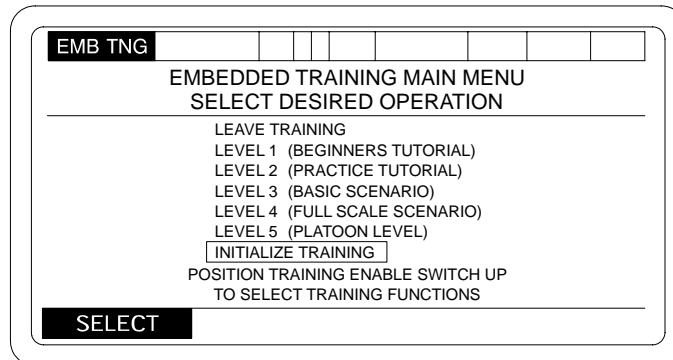 EMB TNG
EMBEDDED TRAINING MAIN MENU
SELECT DESIRED OPERATION
LEAVE TRAINING
LEVEL 1 (BEGINNERS TUTORIAL)
LEVEL 2 (PRACTICE TUTORIAL)
LEVEL 3 (BASIC SCENARIO)
LEVEL 4 (FULL SCALE SCENARIO)
LEVEL 5 (PLATOON LEVEL)
INITIALIZE TRAINING
POSITION TRAINING ENABLE SWITCH UP
TO SELECT TRAINING FUNCTIONS
SELECT